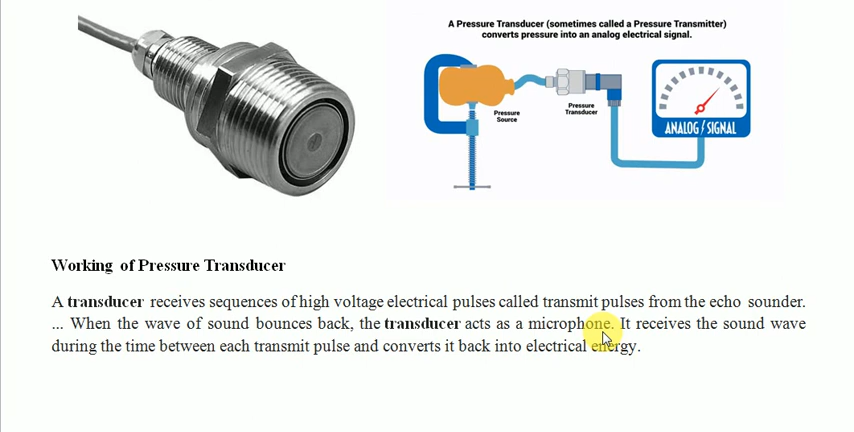 A Pressure Transducer (sometimes called a Pressure Transmitter)
converts pressure into an analog electrical signal.
Pressure
Source
Pressure
Transducer
ANALOG / SIGNAL
Working of Pressure Transducer
A transducer receives sequences of high voltage electrical pulses called transmit pulses from the echo sounder.
... When the wave of sound bounces back, the transducer acts as a microphone. It receives the sound wave
during the time between each transmit pulse and converts it back into electrical energy.